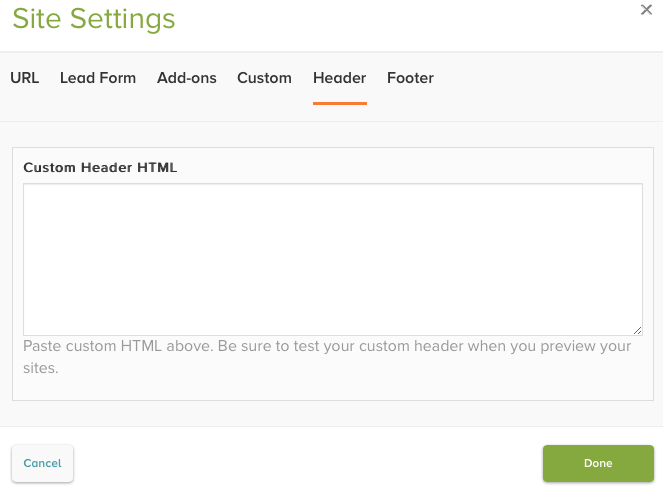 Site Settings
URL Lead Form Add-ons Custom Header Footer
Custom Header HTML
Paste custom HTML above. Be sure to test your custom header when you preview your
sites.
Cancel Done